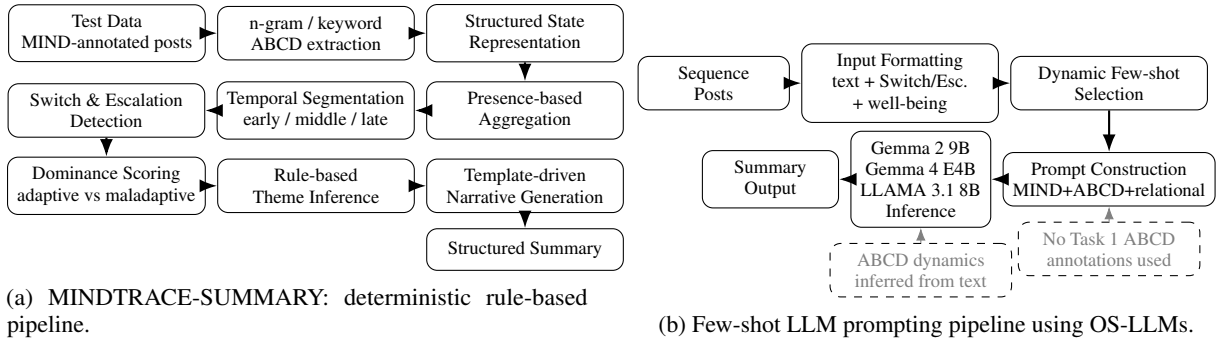 Test Data
MIND-annotated posts
n-gram / keyword
ABCD extraction
Structured State
Representation
Switch & Escalation
Detection
Temporal Segmentation
early / middle / late
Presence-based
Aggregation
Dominance Scoring
adaptive vs maladaptive
Rule-based
Theme Inference
Template-driven
Narrative Generation
Structured Summary
(a) MINDTRACE-SUMMARY: deterministic rule-based
pipeline.
Sequence
Posts
Input Formatting
text + Switch/Esc.
+ well-being
Dynamic Few-shot
Selection
Summary
Output
Gemma 2 9B
Gemma 4 E4B
LLAMA 3.1 8B
Inference
Prompt Construction
MIND+ABCD+relational
ABCD dynamics
inferred from text
No Task 1 ABCD
annotations used
(b) Few-shot LLM prompting pipeline using OS-LLMs.